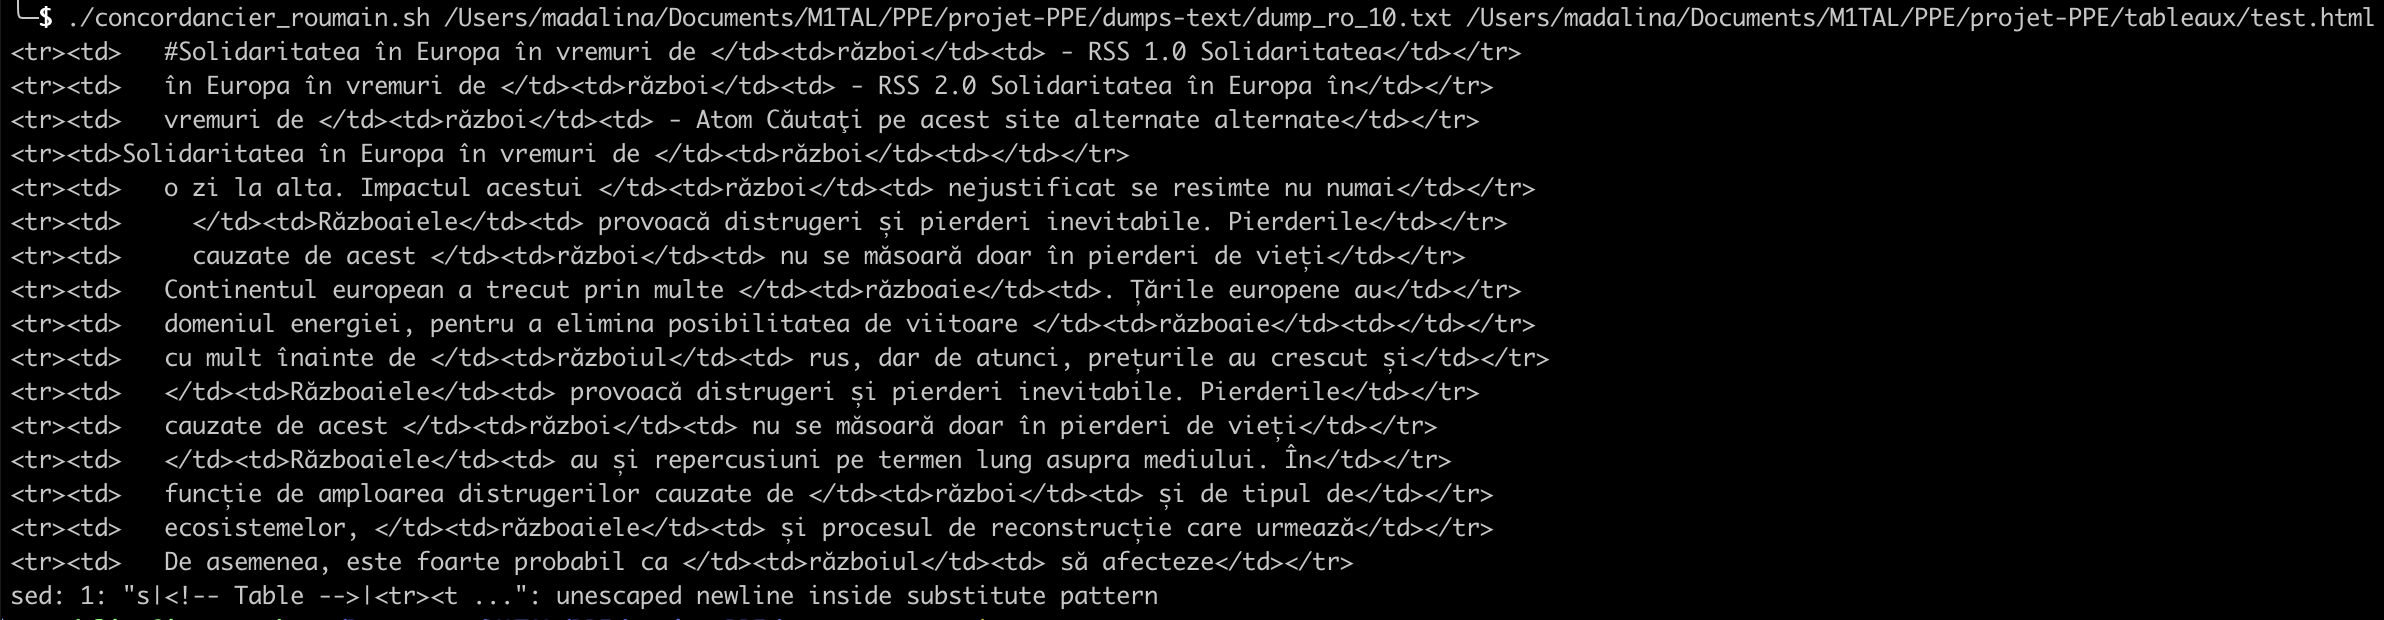 ╰─$ ./concordancier_roumain.sh /Users/madalina/Documents/M1TAL/PPE/projet-PPE/dumps-text/dump_ro_10.txt /Users/madalina/Documents/M1TAL/PPE/projet-PPE/tableaux/test.html
<tr><td>   #Solidaritatea în Europa în vremuri de </td><td>război</td><td> - RSS 1.0 Solidaritatea</td></tr>
<tr><td>   în Europa în vremuri de </td><td>război</td><td> - RSS 2.0 Solidaritatea în Europa în</td></tr>
<tr><td>   vremuri de </td><td>război</td><td> - Atom Căutaţi pe acest site alternate alternate</td></tr>
<tr><td>Solidaritatea în Europa în vremuri de </td><td>război</td><td></td></tr>
<tr><td>   o zi la alta. Impactul acestui </td><td>război</td><td> nejustificat se resimte nu numai</td></tr>
<tr><td>     </td><td>Războaiele</td><td> provoacă distrugeri și pierderi inevitabile. Pierderile</td></tr>
<tr><td>     cauzate de acest </td><td>război</td><td> nu se măsoară doar în pierderi de vieți</td></tr>
<tr><td>   Continentul european a trecut prin multe </td><td>războaie</td><td>. Țările europene au</td></tr>
<tr><td>   domeniul energiei, pentru a elimina posibilitatea de viitoare </td><td>războaie</td><td></td></tr>
<tr><td>   cu mult înainte de </td><td>războiul</td><td> rus, dar de atunci, prețurile au crescut și</td></tr>
<tr><td>   </td><td>Războaiele</td><td> provoacă distrugeri și pierderi inevitabile. Pierderile</td></tr>
<tr><td>   cauzate de acest </td><td>război</td><td> nu se măsoară doar în pierderi de vieți</td></tr>
<tr><td>   </td><td>Războaiele</td><td> au și repercusiuni pe termen lung asupra mediului. În</td></tr>
<tr><td>   funcție de amploarea distrugerilor cauzate de </td><td>război</td><td> și de tipul de</td></tr>
<tr><td>   ecosistemelor, </td><td>războaiele</td><td> și procesul de reconstrucție care urmează</td></tr>
<tr><td>   De asemenea, este foarte probabil ca </td><td>războiul</td><td> să afecteze</td></tr>
sed: 1: "s|<!-- Table -->|<tr><t ...": unescaped newline inside substitute pattern